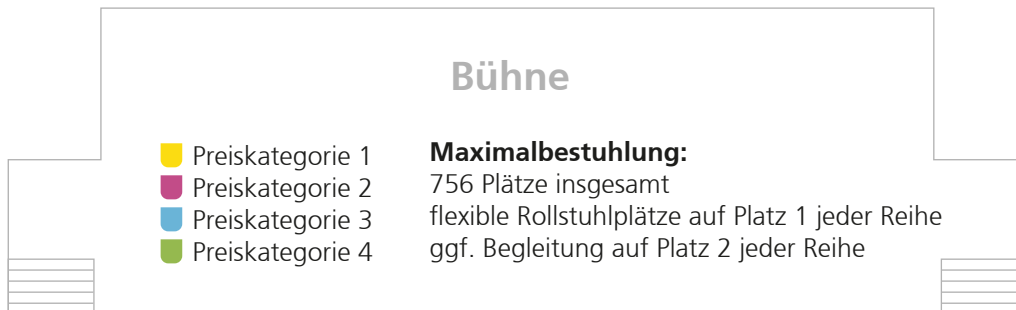 Bühne
Preiskategorie 1
Preiskategorie 2
Preiskategorie 3
Preiskategorie 4
Maximalbestuhlung:
756 Plätze insgesamt
flexible Rollstuhlplätze auf Platz 1 jeder Reihe
ggf. Begleitung auf Platz 2 jeder Reihe